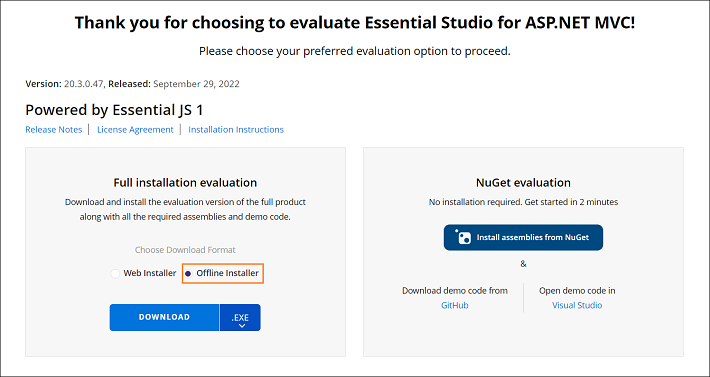 Thank you for choosing to evaluate Essential Studio for ASP.NET MVC!
Please choose your preferred evaluation option to proceed.
Version: 20.3.0.47, Released: September 29, 2022
Powered by Essential JS 1
Release Notes | License Agreement | Installation Instructions
Full installation evaluation
Download and install the evaluation version of the full product
along with all the required assemblies and demo code.
Choose Download Format
Web Installer Offline Installer
DOWNLOAD .EXE
NuGet evaluation
No installation required. Get started in 2 minutes
Install assemblies from NuGet
&
Download demo code from
GitHub
Open demo code in
Visual Studio